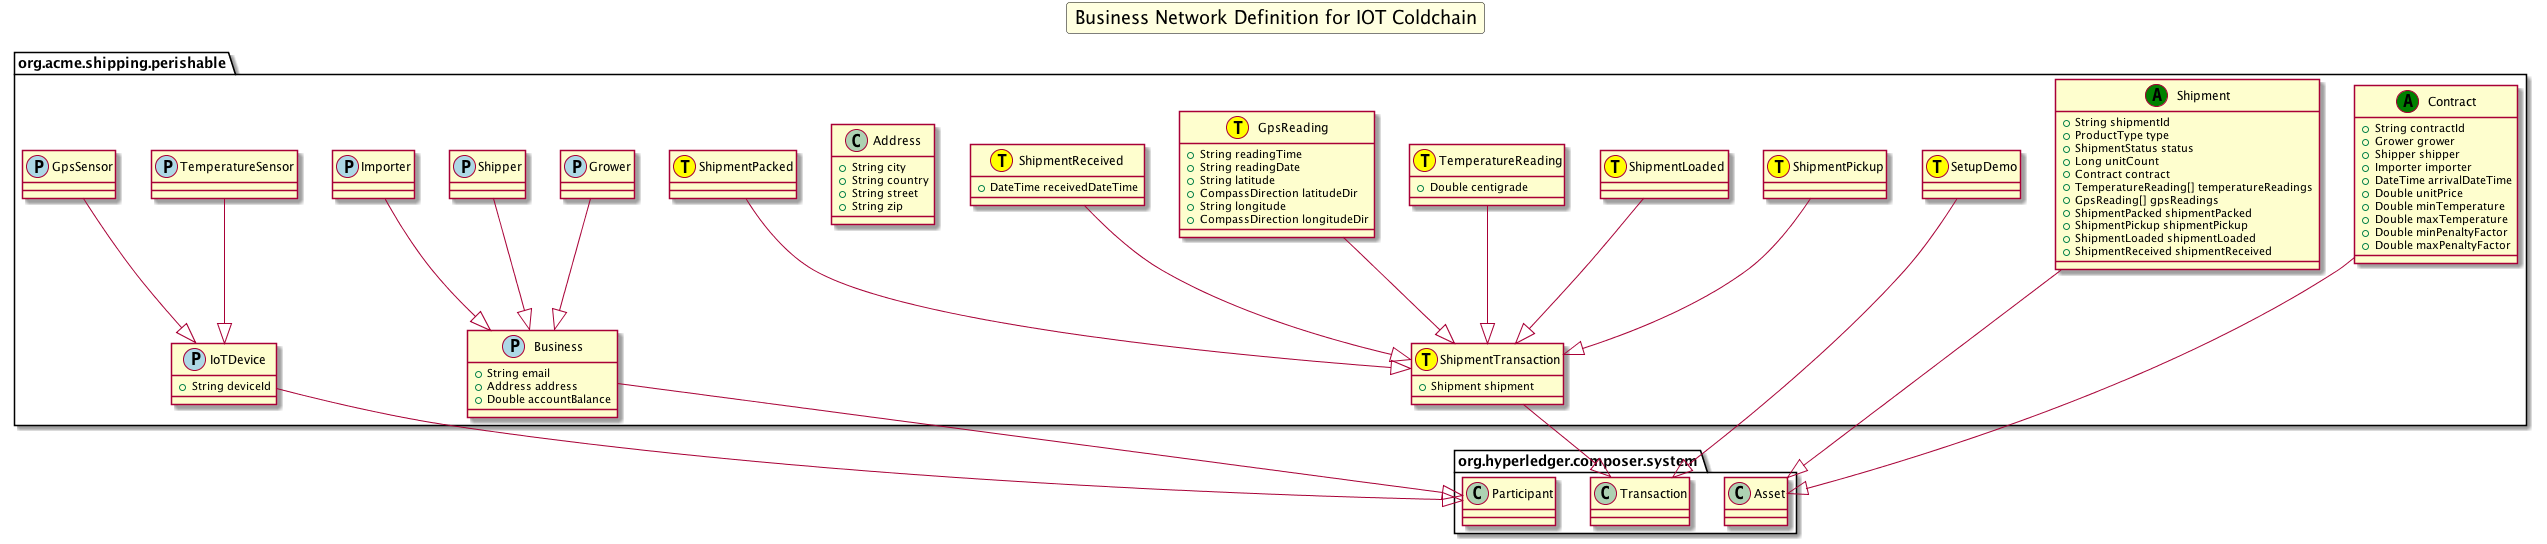 Business Network Definition for IOT Coldchain
org.acme.shipping.perishable
P GpsSensor
P TemperatureSensor
P Importer
P Shipper
P Grower
T ShipmentPacked
C Address
String city
String country
String street
String zip
T ShipmentReceived
DateTime receivedDateTime
T GpsReading
String readingTime
String readingDate
String latitude
CompassDirection latitudeDir
String longitude
CompassDirection longitudeDir
T TemperatureReading
Double centigrade
T ShipmentLoaded
T ShipmentPickup
T SetupDemo
A Shipment
String shipmentId
ProductType type
ShipmentStatus status
Long unitCount
Contract contract
TemperatureReading[] temperatureReadings
GpsReading[] gpsReadings
ShipmentPacked shipmentPacked
ShipmentPickup shipmentPickup
ShipmentLoaded shipmentLoaded
ShipmentReceived shipmentReceived
A Contract
String contractId
Grower grower
Shipper shipper
Importer importer
DateTime arrivalDateTime
Double unitPrice
Double minTemperature
Double maxTemperature
Double minPenaltyFactor
Double maxPenaltyFactor
P IoTDevice
String deviceId
P Business
String email
Address address
Double accountBalance
T ShipmentTransaction
Shipment shipment
org.hyperledger.composer.system
C Participant
C Transaction
C Asset